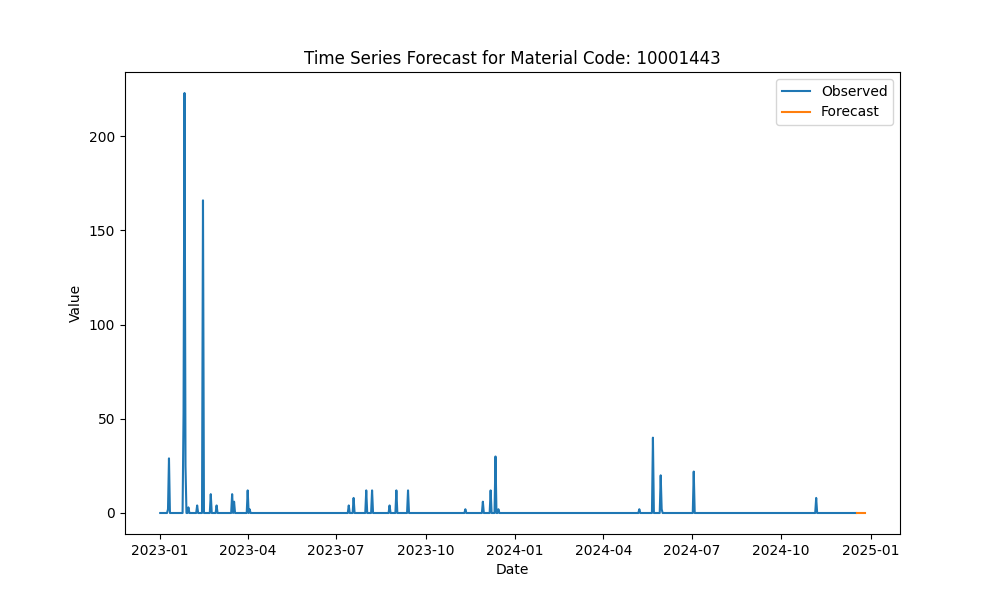 Time Series Forecast for Material Code: 10001443
Observed
Forecast
Value
200
150
100
50
0
2023-01 2023-04 2023-07 2023-10 2024-01 2024-04 2024-07 2024-10 2025-01
Date